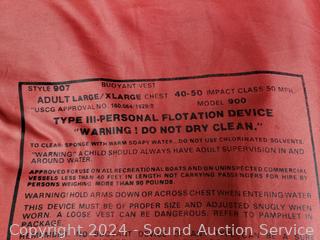 STYLE 907 BUOYANT VEST
ADULT LARGE/XLARGE CHEST 40-50 IMPACT CLASS 50 MPH
"USCG APPROVAL NO. 160.064/1629/0 MODEL 900
TYPE III-PERSONAL FLOTATION DEVICE
"WARNING! DO NOT DRY CLEAN."
TO CLEAN: SPONGE WITH WARM SOAPY WATER. DO NOT USE CHLORINE SOLVENTS.
"WARNING" A CHILD SHOULD ALWAYS HAVE ADULT SUPERVISION IN AND
AROUND WATER.
APPROVED FOR USE ON ALL RECREATIONAL BOATS AND ON UNINSPECTED COMMERCIAL
VESSELS LESS THAN 40 FEET IN LENGTH NOT CARRYING PASSENGERS FOR HIRE BY
PERSONS WEIGHING MORE THAN 90 POUNDS.
WARNING! HOLD ARMS DOWN OR ACROSS CHEST WHEN ENTERING WATER
THIS DEVICE MUST BE OF PROPER SIZE AND ADJUSTED SNUGLY WHEN
WORN. A LOOSE VEST CAN BE DANGEROUS. REFER TO PAMPHLET IN
PACKAGE.
Copyright 2024 - Sound Auction Service